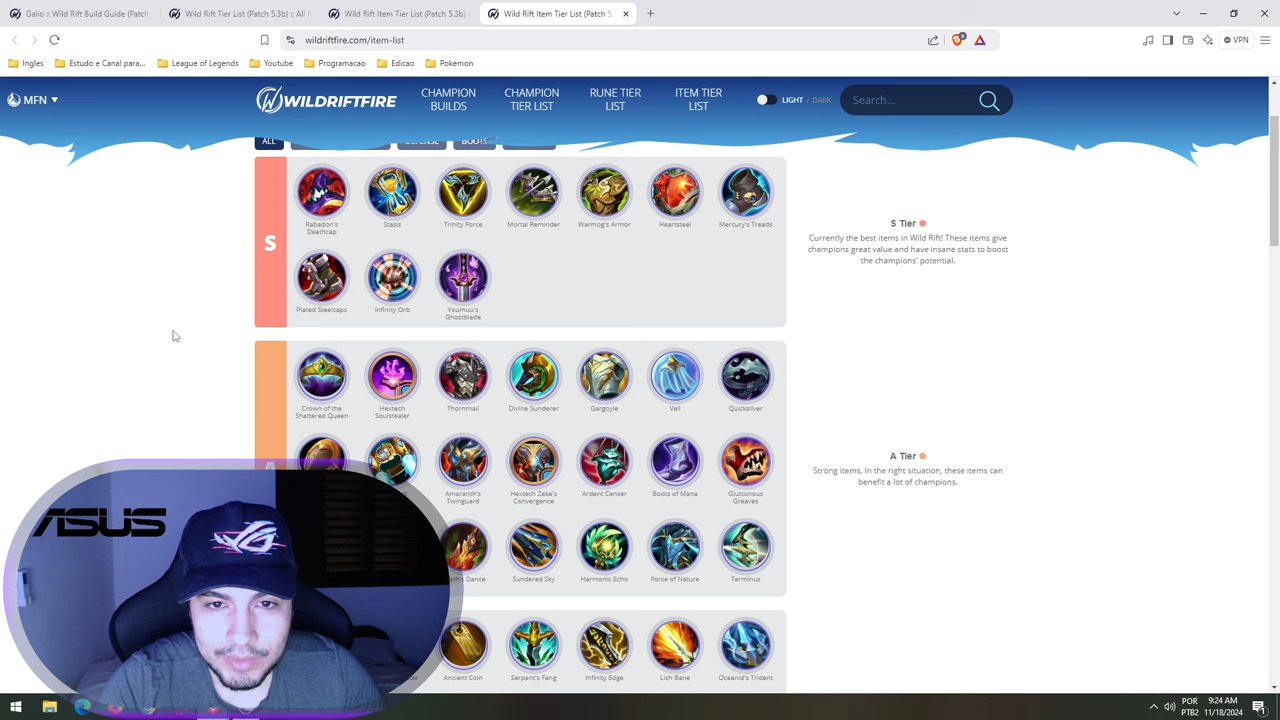 Galio = Wild Rift Build Guide (Patch
Wild Rift Tier List (Patch 5.3b) = All R
Wild Rift Item Tier List (Patch 5.3b)
Wild Rift Item Tier List (Patch 5.
wildriftfire.com/item-list
VPN
Ingles
Estudo e Canal para...
League of Legends
Youtube
Programacao
Edicao
Pokemon
MFN
WILDRIFTFIRE
CHAMPION BUILDS
CHAMPION TIER LIST
RUNE TIER LIST
ITEM TIER LIST
LIGHT / DARK
Search...
ALL
DEFENSE
BOOTS
S
Rabadon's Deathcap
Stasis
Trinity Force
Mortal Reminder
Warmog's Armor
Heartsteel
Mercury's Treads
Plated Steelcaps
Infinity Orb
Youmuu's Ghostblade
S Tier
Currently the best items in Wild Rift! These items give
champions great value and have insane stats to boost
the champions' potential.
Crown of the Shattered Queen
Hextech Soulstealer
Thornmail
Divine Sunderer
Gargoyle
Veil
Quicksilver
Amaranth's Twinguard
Hextech Zeke's Convergence
Ardent Censer
Boots of Mana
Gluttonous Greaves
Sundered Sky
Harmonic Echo
Force of Nature
Terminus
A Tier
Strong items. In the right situation, these items can
benefit a lot of champions.
Ancient Coin
Serpent's Fang
Infinity Edge
Lich Bane
Oceanid's Trident
ASUS
POR
PTB2
9:24 AM
11/18/2024